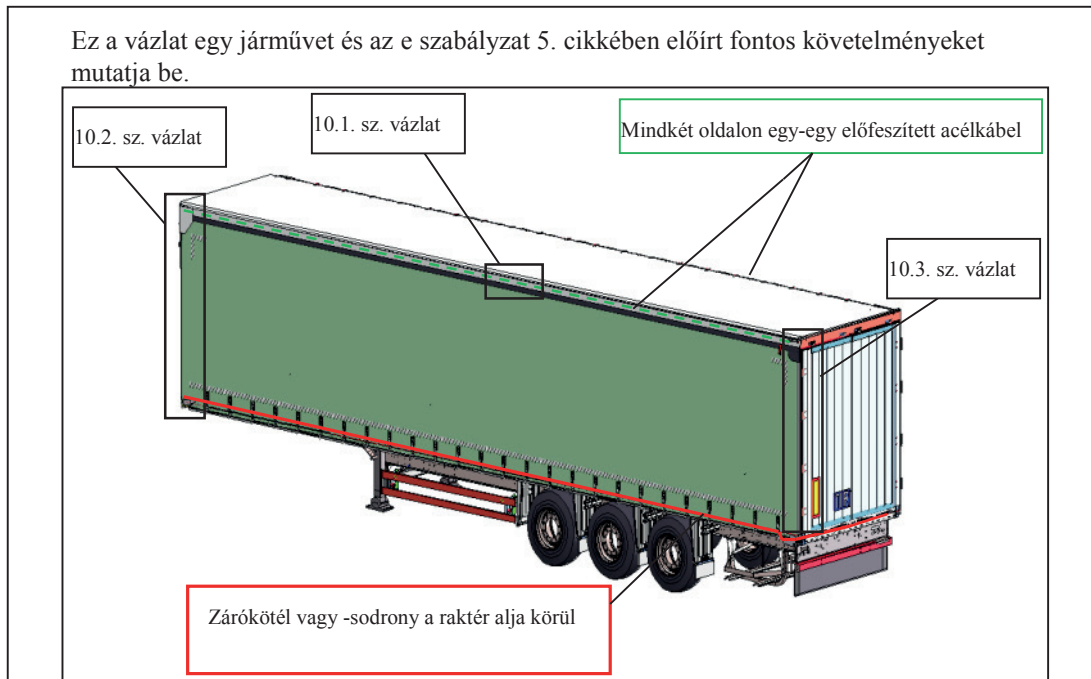 Ez a vázlat egy járművet és az e szabályzat 5. cikkében előírt fontos követelményeket
mutatja be.
10.2. sz. vázlat
10.1. sz. vázlat
Mindkét oldalon egy-egy előfeszített acélkábel
10.3. sz. vázlat
Zárókötél vagy -sodrony a raktér alja körül